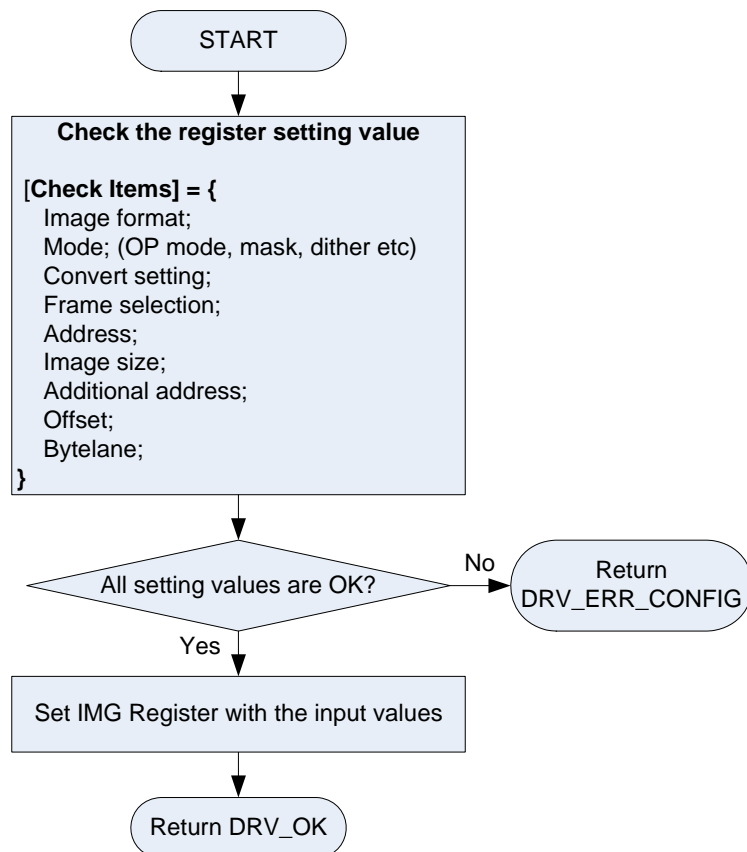 START
Check the register setting value
[Check Items] = {
Image format;
Mode; (OP mode, mask, dither etc)
Convert setting;
Frame selection;
Address;
Image size;
Additional address;
Offset;
Bytelane;
}
All setting values are OK?
No
Return
DRV_ERR_CONFIG
Yes
Set IMG Register with the input values
Return DRV_OK